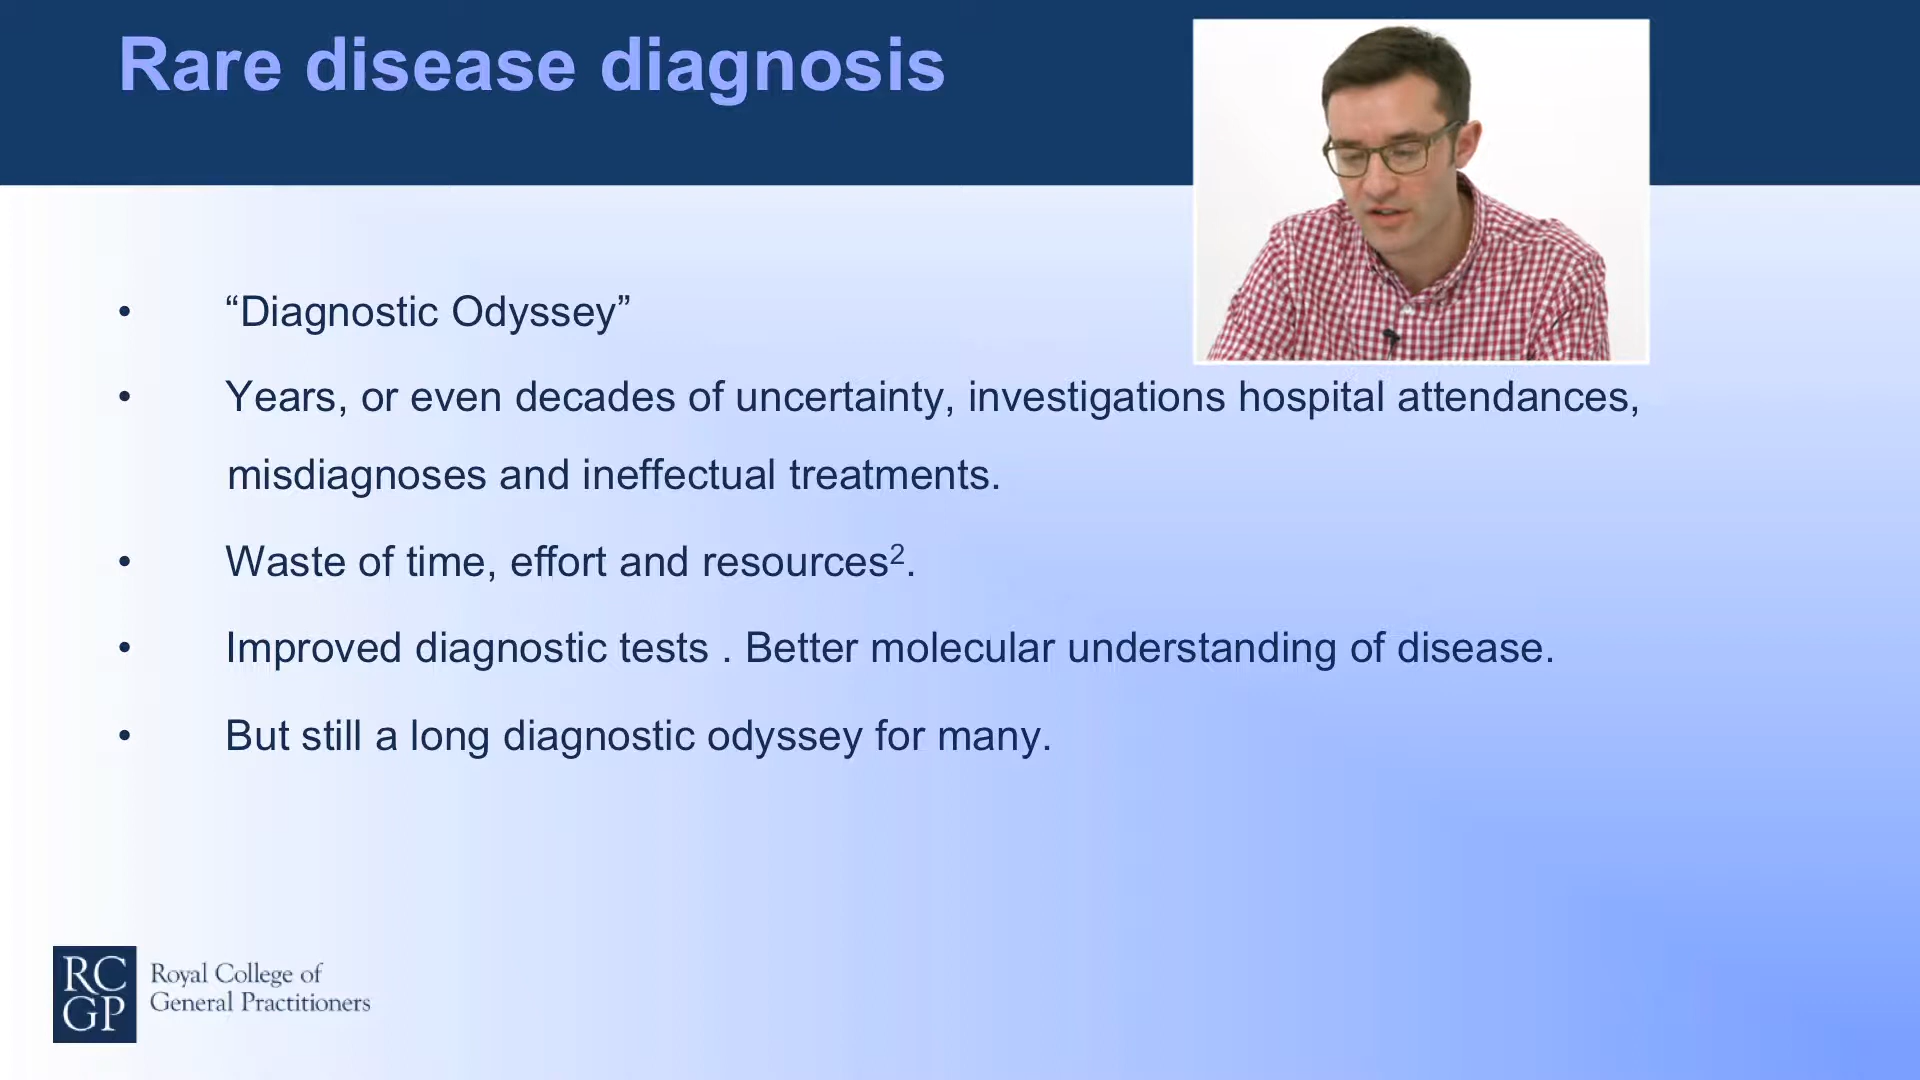 Rare disease diagnosis
• “Diagnostic Odyssey”
• Years, or even decades of uncertainty, investigations hospital attendances,
misdiagnoses and ineffectual treatments.
• Waste of time, effort and resources².
• Improved diagnostic tests . Better molecular understanding of disease.
• But still a long diagnostic odyssey for many.
RC
GP
Royal College of
General Practitioners